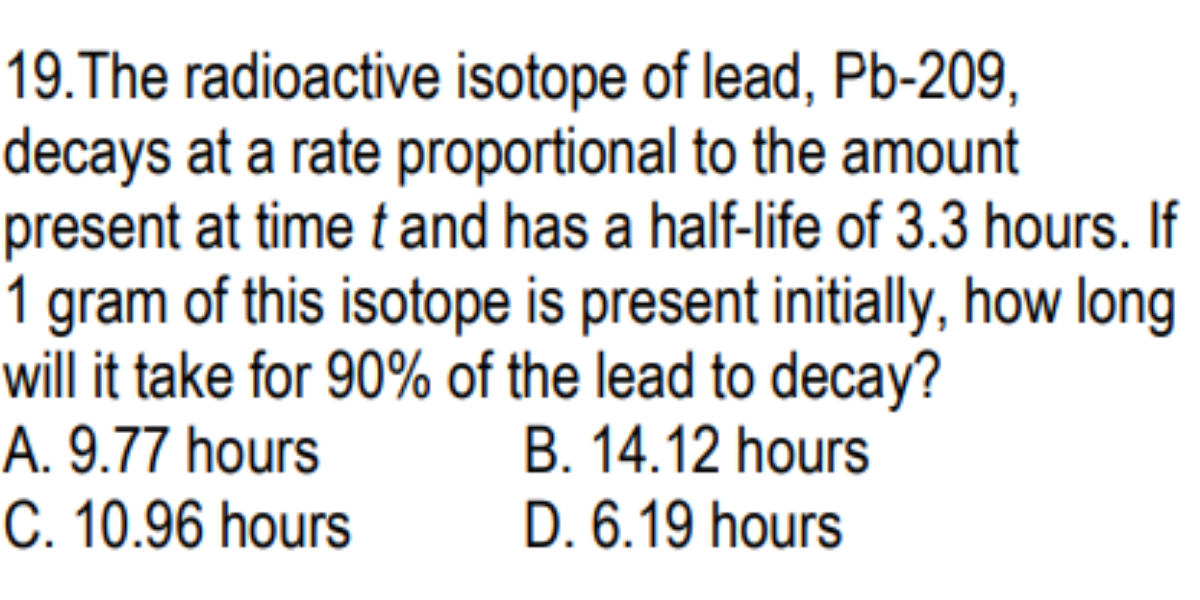 19.The radioactive isotope of lead, Pb-209,
decays at a rate proportional to the amount
present at time t and has a half-life of 3.3 hours. If
1 gram of this isotope is present initially, how long
will it take for 90% of the lead to decay?
A. 9.77 hours B. 14.12 hours
C. 10.96 hours D. 6.19 hours